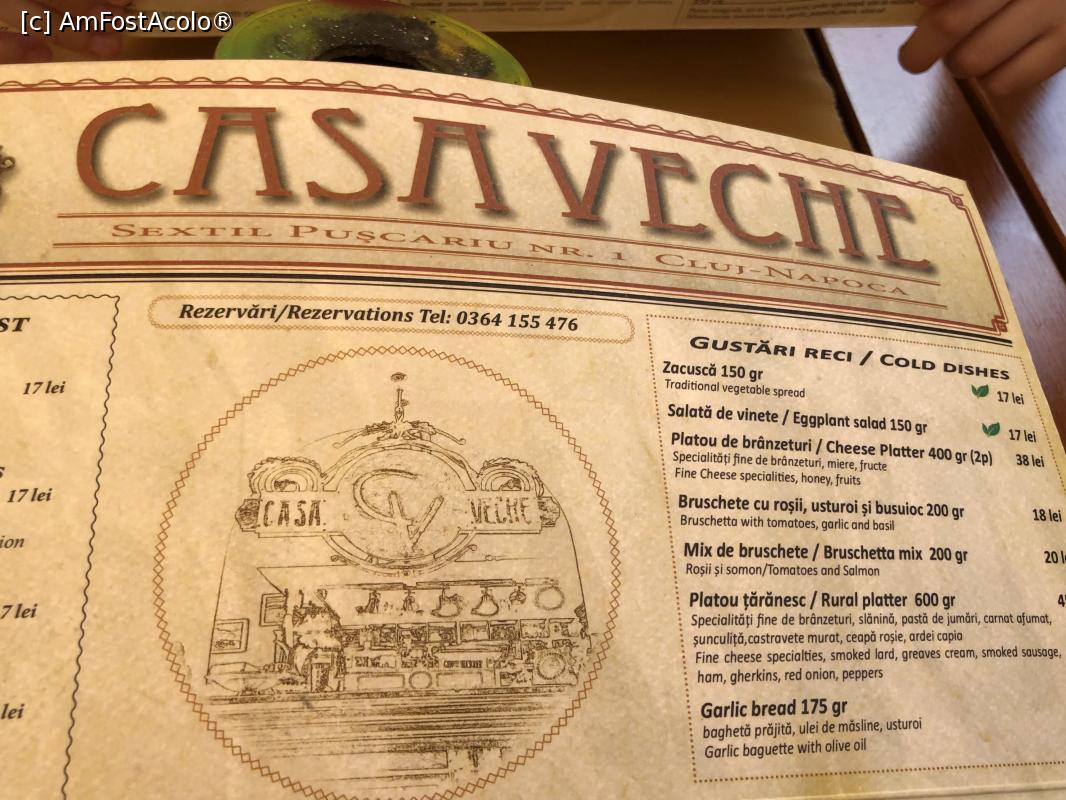 [c] AmFostAcolo®
CASA VECHE
SEXTIL PUŞCARIU NR. 1 CLUJ-NAPOCA
Rezervări/Rezervations Tel: 0364 155 476
ST
17 lei
17 lei
7 lei
lei
CASA VECHE
GUSTĂRI RECI / COLD DISHES
Zacuscă 150 gr 17 lei
Traditional vegetable spread
Salată de vinete / Eggplant salad 150 gr 17 lei
Platou de brânzeturi / Cheese Platter 400 gr (2p) 38 lei
Specialităţi fine de brânzeturi, miere, fructe
Fine Cheese specialities, honey, fruits
Bruschete cu roşii, usturoi şi busuioc 200 gr 18 lei
Bruschetta with tomatoes, garlic and basil
Mix de bruschete / Bruschetta mix 200 gr 20 l
Roşii şi somon/Tomatoes and Salmon
Platou ţărănesc / Rural platter 600 gr
Specialităţi fine de brânzeturi, slănină, pastă de jumări, carnat afumat,
şunculiţă,castravete murat, ceapă roşie, ardei capia
Fine cheese specialties, smoked lard, greaves cream, smoked sausage,
ham, gherkins, red onion, peppers
Garlic bread 175 gr
baghetă prăjită, ulei de măsline, usturoi
Garlic baguette with olive oil